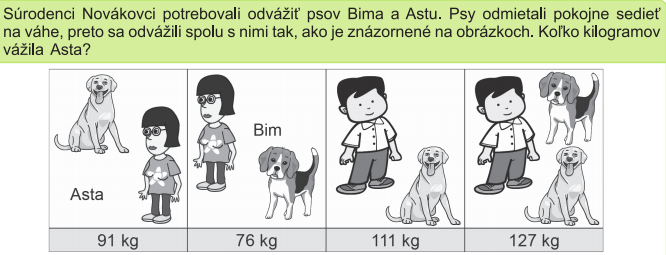 Súrodenci Novákovci potrebovali odvážiť psov Bima a Astu. Psy odmietali pokojne sedieť
na váhe, preto sa odvážili spolu s nimi tak, ako je znázornené na obrázkoch. Koľko kilogramov
vážila Asta?
Bim
Asta
91 kg 76 kg 111 kg 127 kg